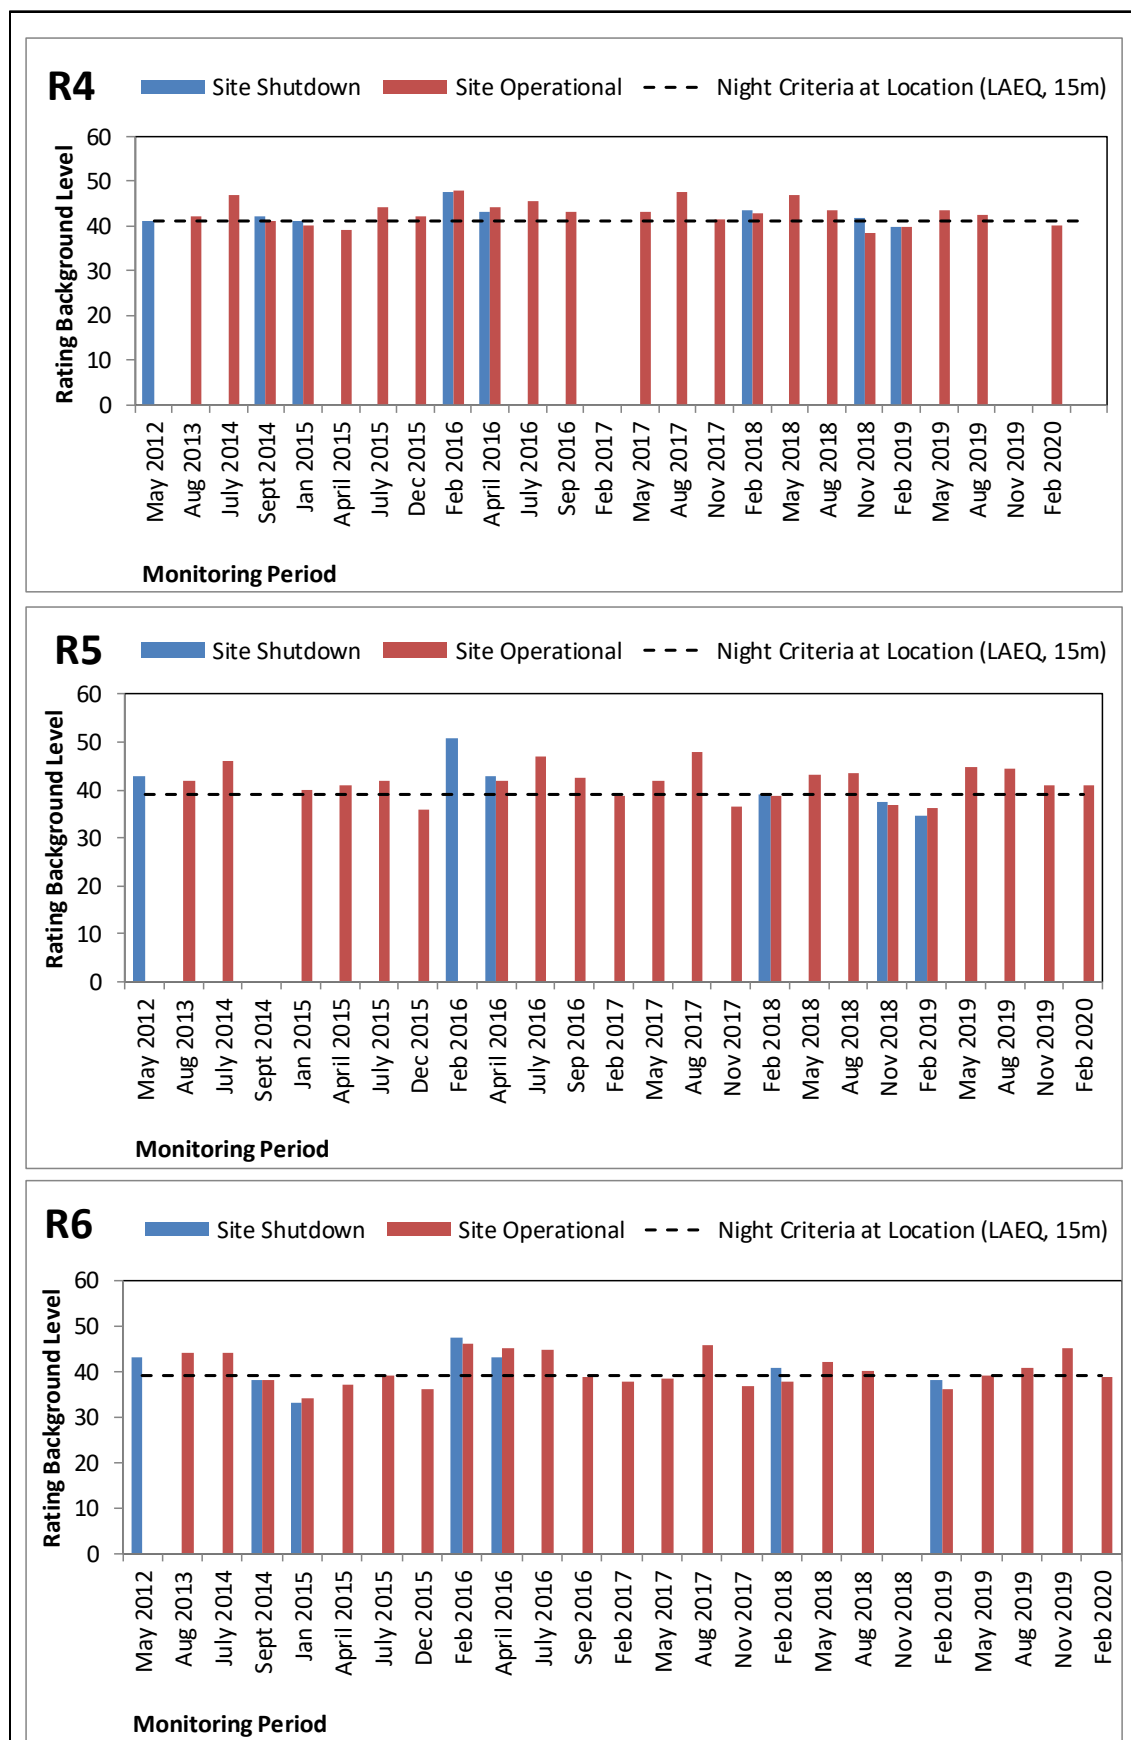 R4
Site Shutdown Site Operational Night Criteria at Location (LAEQ, 15m)
Rating Background Level
60
50
40
30
20
10
0
May 2012
Aug 2013
July 2014
Sept 2014
Jan 2015
April 2015
July 2015
Dec 2015
Feb 2016
April 2016
July 2016
Sep 2016
Feb 2017
May 2017
Aug 2017
Nov 2017
Feb 2018
May 2018
Aug 2018
Nov 2018
Feb 2019
May 2019
Aug 2019
Nov 2019
Feb 2020
Monitoring Period
R5
Site Shutdown Site Operational Night Criteria at Location (LAEQ, 15m)
Rating Background Level
60
50
40
30
20
10
0
May 2012
Aug 2013
July 2014
Sept 2014
Jan 2015
April 2015
July 2015
Dec 2015
Feb 2016
April 2016
July 2016
Sep 2016
Feb 2017
May 2017
Aug 2017
Nov 2017
Feb 2018
May 2018
Aug 2018
Nov 2018
Feb 2019
May 2019
Aug 2019
Nov 2019
Feb 2020
Monitoring Period
R6
Site Shutdown Site Operational Night Criteria at Location (LAEQ, 15m)
Rating Background Level
60
50
40
30
20
10
0
May 2012
Aug 2013
July 2014
Sept 2014
Jan 2015
April 2015
July 2015
Dec 2015
Feb 2016
April 2016
July 2016
Sep 2016
Feb 2017
May 2017
Aug 2017
Nov 2017
Feb 2018
May 2018
Aug 2018
Nov 2018
Feb 2019
May 2019
Aug 2019
Nov 2019
Feb 2020
Monitoring Period